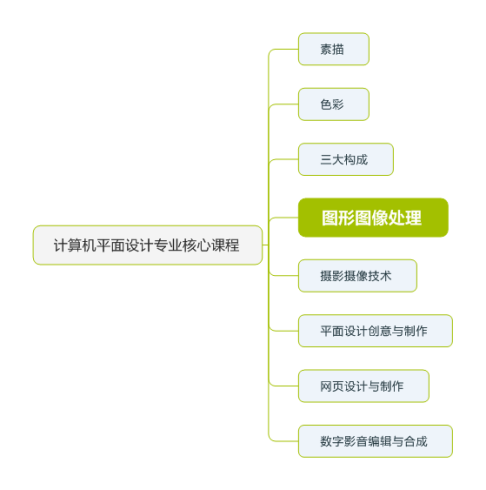 素描
色彩
三大构成
图形图像处理
计算机平面设计专业核心课程
摄影摄像技术
平面设计创意与制作
网页设计与制作
数字影音编辑与合成